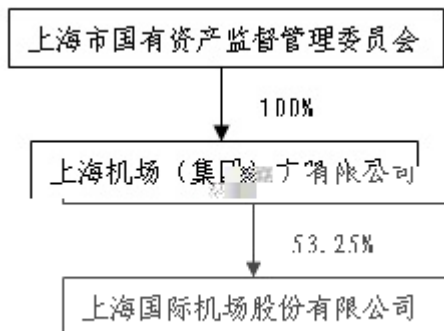 上海市国有资产监督管理委员会
100%
上海机场（集团）有限公司
53.25%
上海国际机场股份有限公司